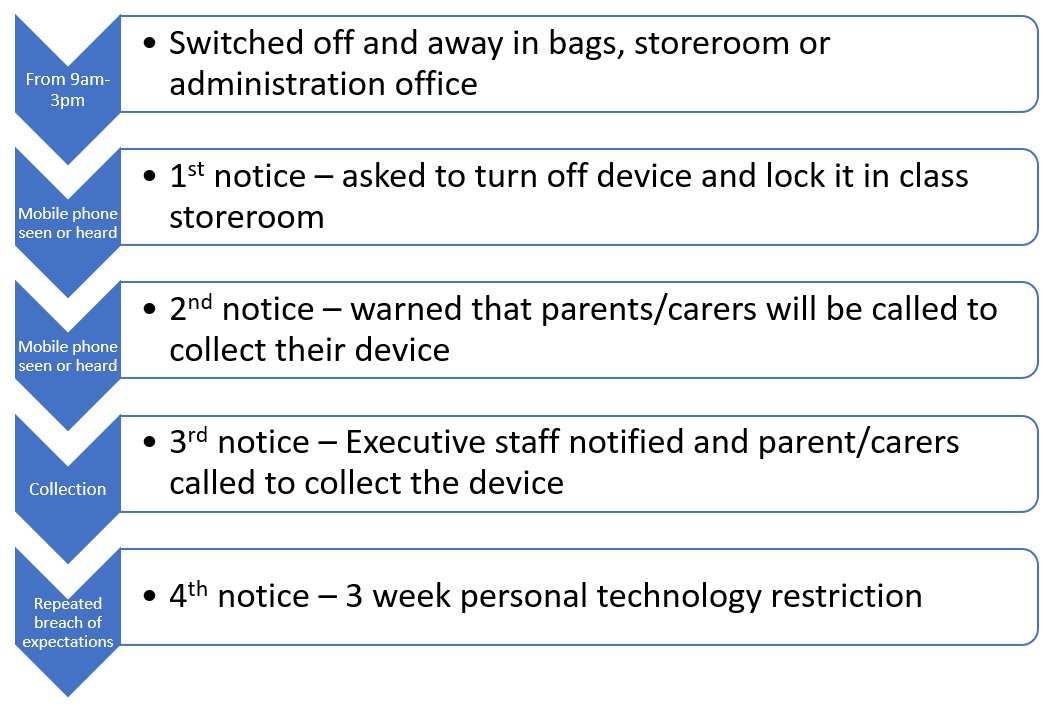 From 9am-
3pm
• Switched off and away in bags, storeroom or
administration office
Mobile phone
seen or heard
• 1st notice – asked to turn off device and lock it in class
storeroom
Mobile phone
seen or heard
• 2nd notice – warned that parents/carers will be called to
collect their device
Collection
• 3rd notice – Executive staff notified and parent/carers
called to collect the device
Repeated
breach of
expectations
• 4th notice – 3 week personal technology restriction